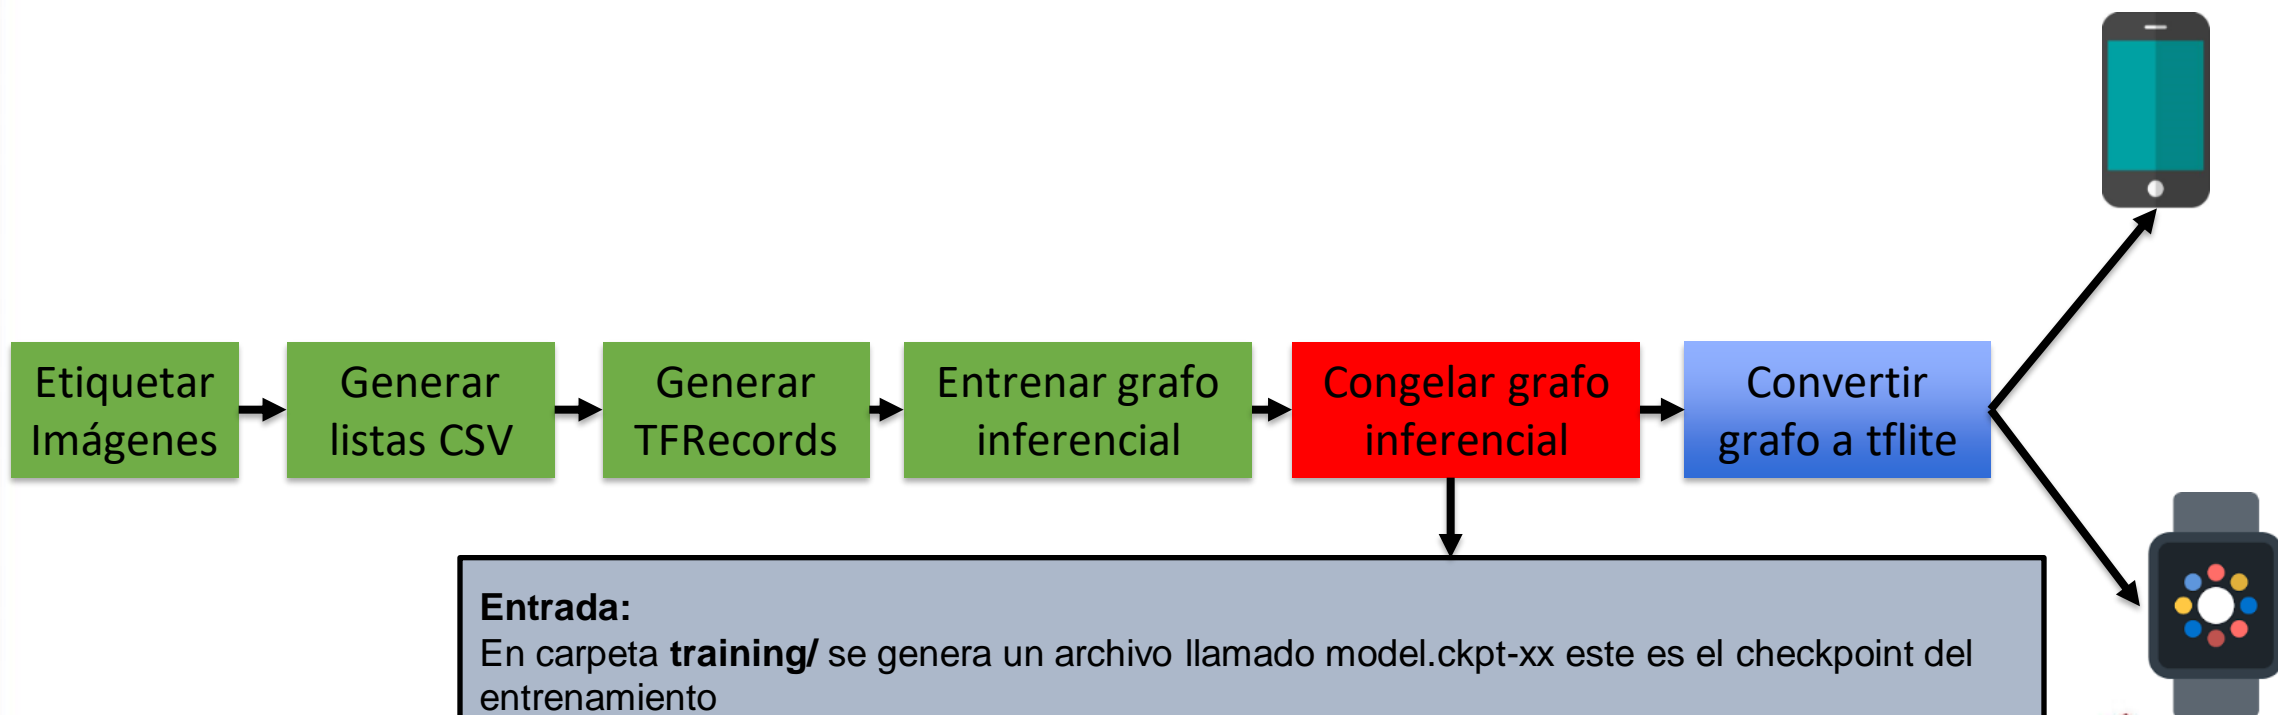 Etiquetar
Imágenes
Generar
listas CSV
Generar
TFRecords
Entrenar grafo
inferencial
Congelar grafo
inferencial
Convertir
grafo a tflite
Entrada:
En carpeta training/ se genera un archivo llamado model.ckpt-xx este es el checkpoint del
entrenamiento